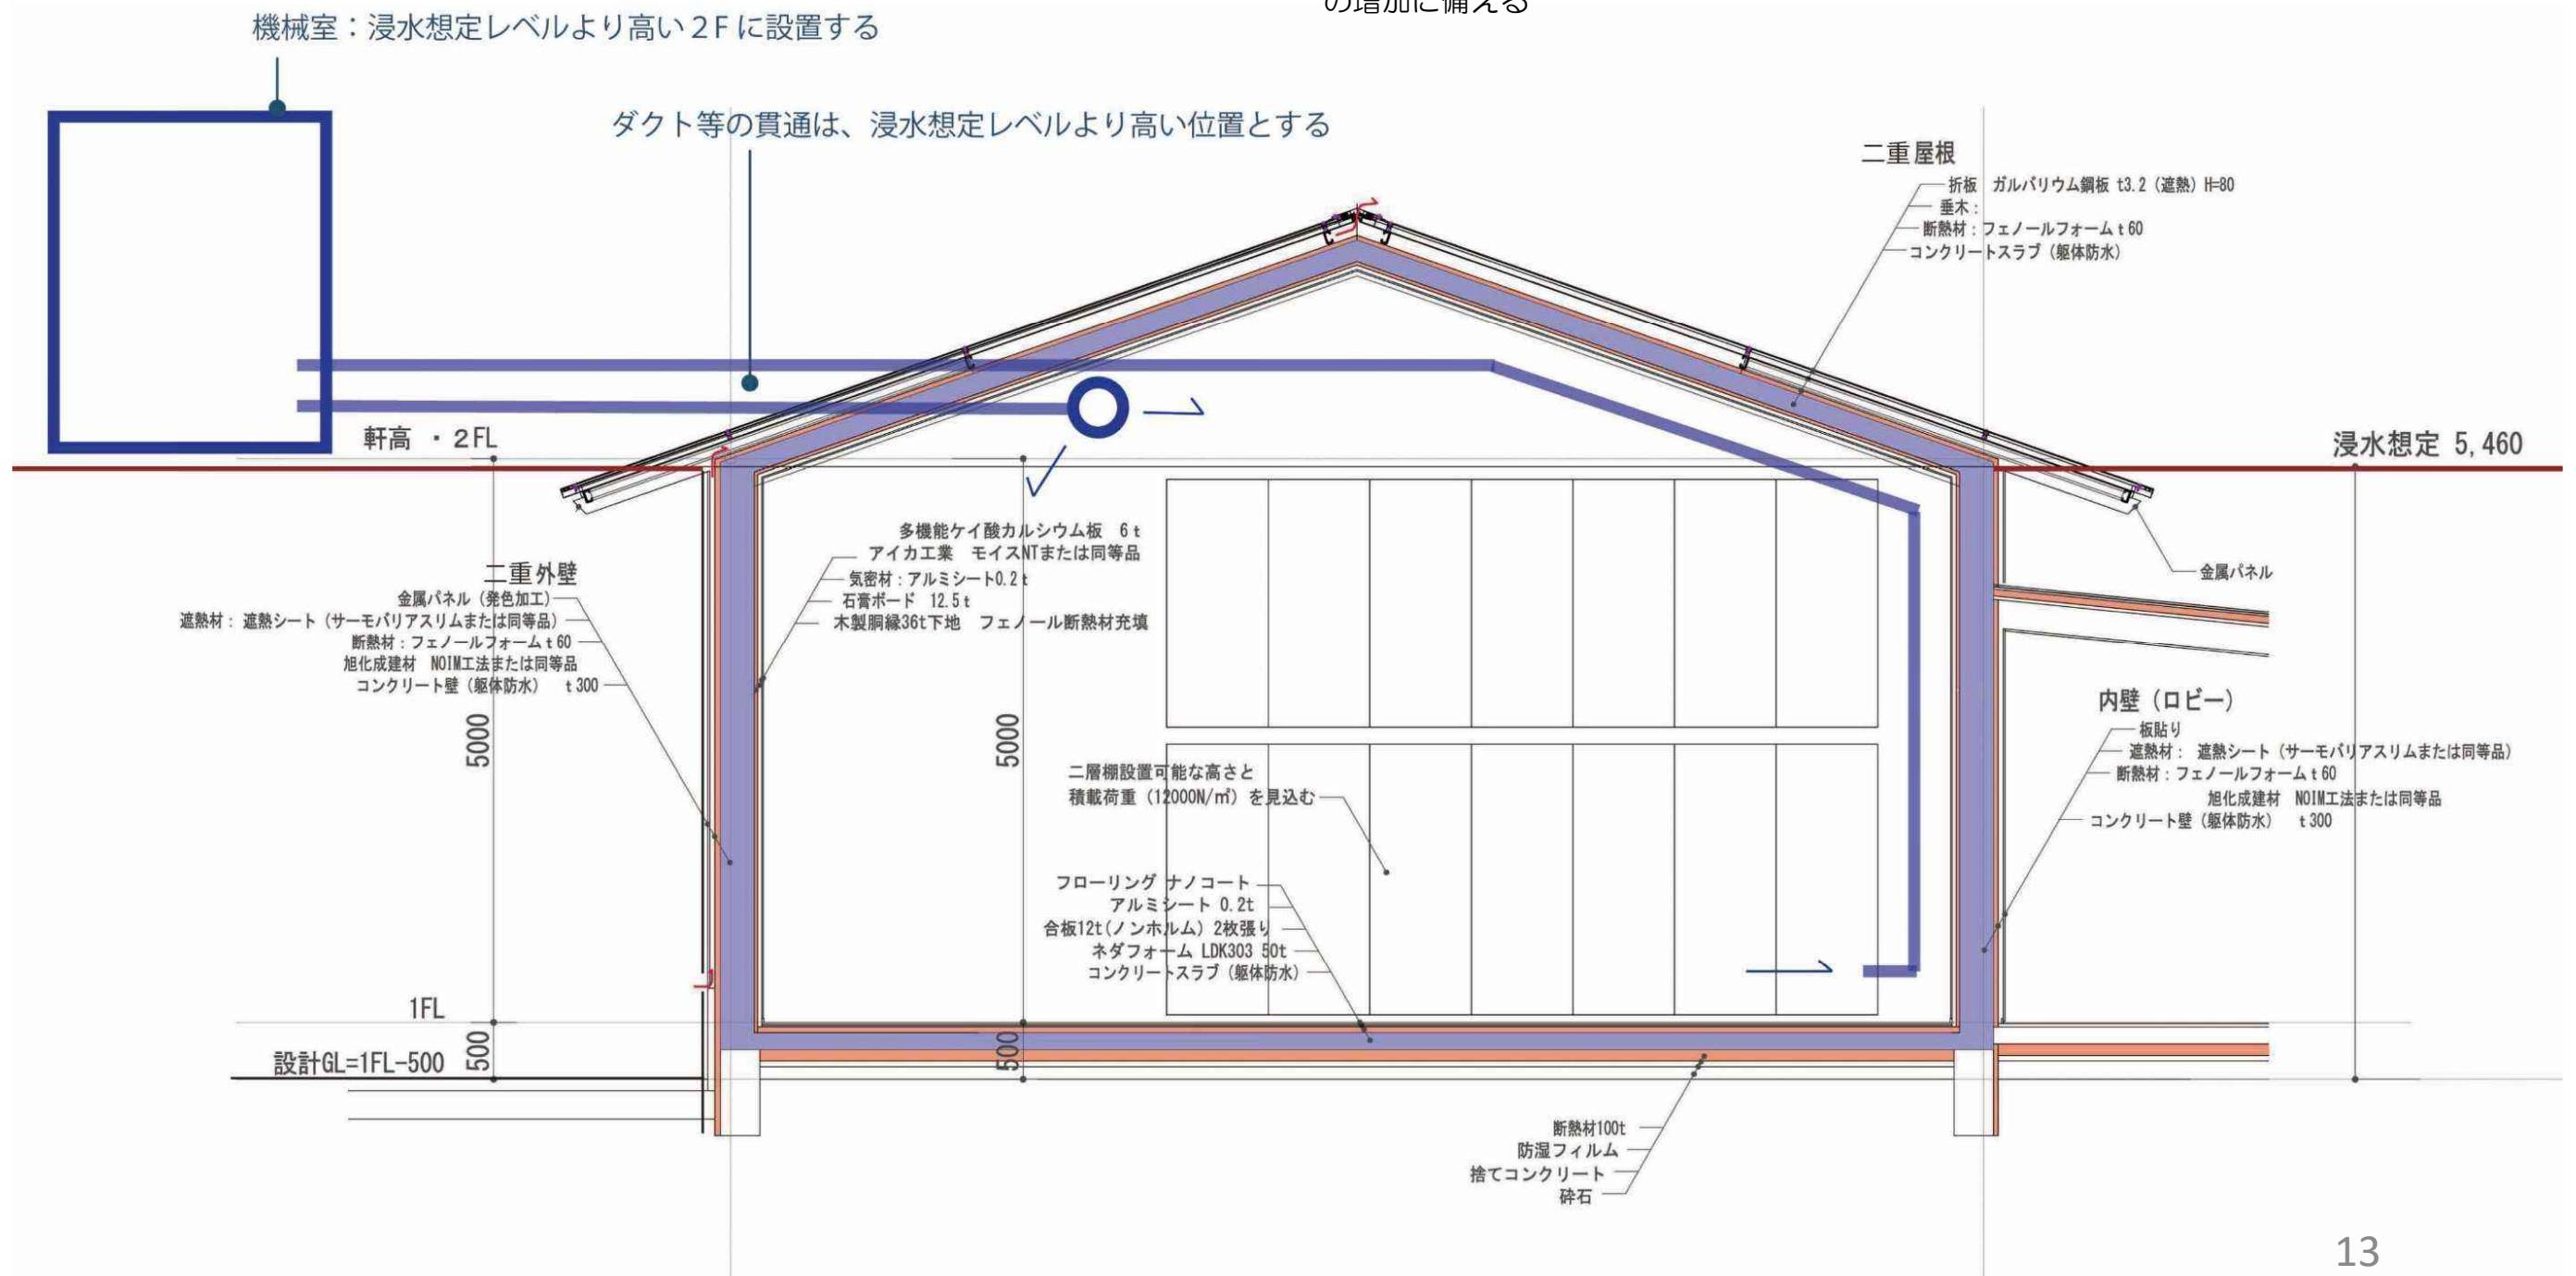 の増加に備える
機械室：浸水想定レベルより高い２Fに設置する
ダクト等の貫通は、浸水想定レベルより高い位置とする
二重屋根
折板　ガルバリウム鋼板 t3.2（遮熱）H=80
垂木：
断熱材：フェノールフォームｔ60
コンクリートスラブ（躯体防水）
軒高 ・2FL
浸水想定 5,460
多機能ケイ酸カルシウム板　6ｔ
アイカ工業　モイスNTまたは同等品
気密材：アルミシート0.2ｔ
石膏ボード　12.5ｔ
木製胴縁36t下地　フェノール断熱材充填
二重外壁
金属パネル（発色加工）
遮熱材： 遮熱シート（サーモバリアスリムまたは同等品）
断熱材：フェノールフォームｔ60
旭化成建材　NOIM工法または同等品
コンクリート壁（躯体防水）　ｔ300
金属パネル
5000
5000
内壁（ロビー）
板貼り
遮熱材： 遮熱シート（サーモバリアスリムまたは同等品）
断熱材：フェノールフォームｔ60
旭化成建材　NOIM工法または同等品
コンクリート壁（躯体防水）　ｔ300
二層棚設置可能な高さと
積載荷重（12000N/㎡）を見込む
フローリング ナノコート
アルミシート 0.2t
合板12t(ノンホルム) 2枚張り
ネダフォーム LDK303 50t
コンクリートスラブ（躯体防水）
1FL
500
500
設計GL=1FL-500
断熱材100t
防湿フィルム
捨てコンクリート
砕石
13